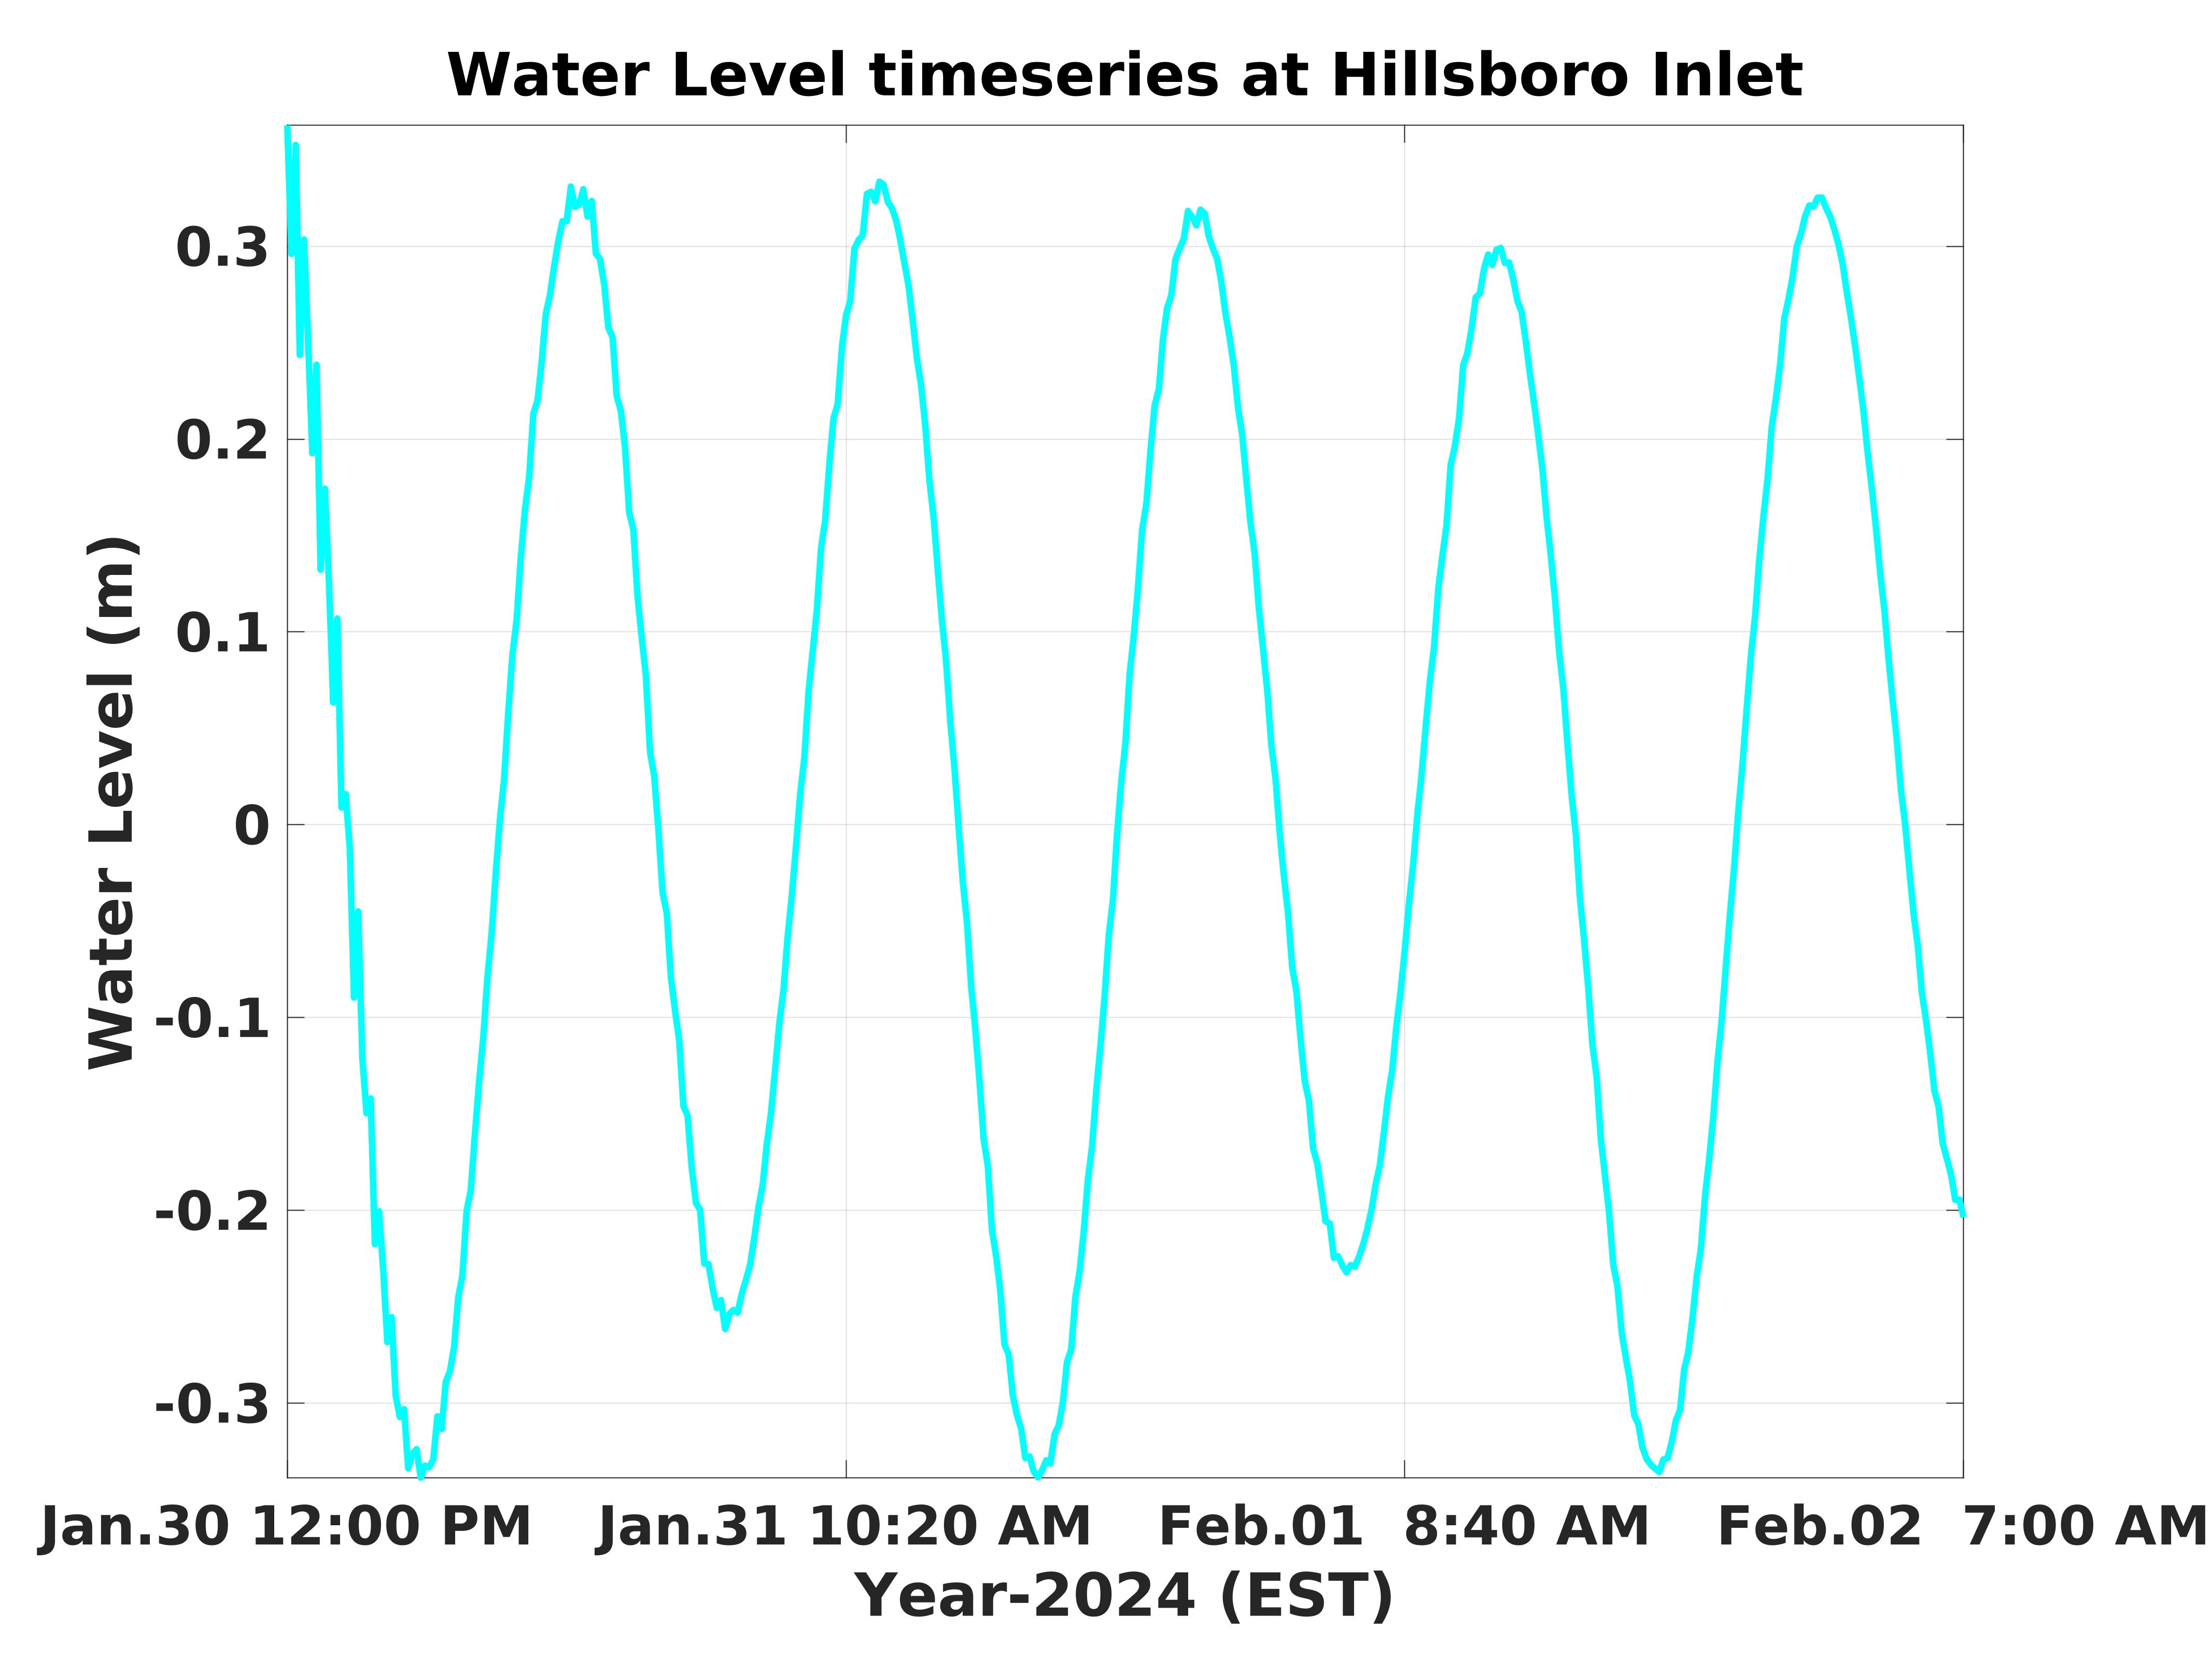 Water Level timeseries at Hillsboro Inlet
Water Level (m)
0.3
0.2
0.1
0
-0.1
-0.2
-0.3
Jan.30 12:00 PM Jan.31 10:20 AM Feb.01 8:40 AM Feb.02 7:00 AM
Year-2024 (EST)